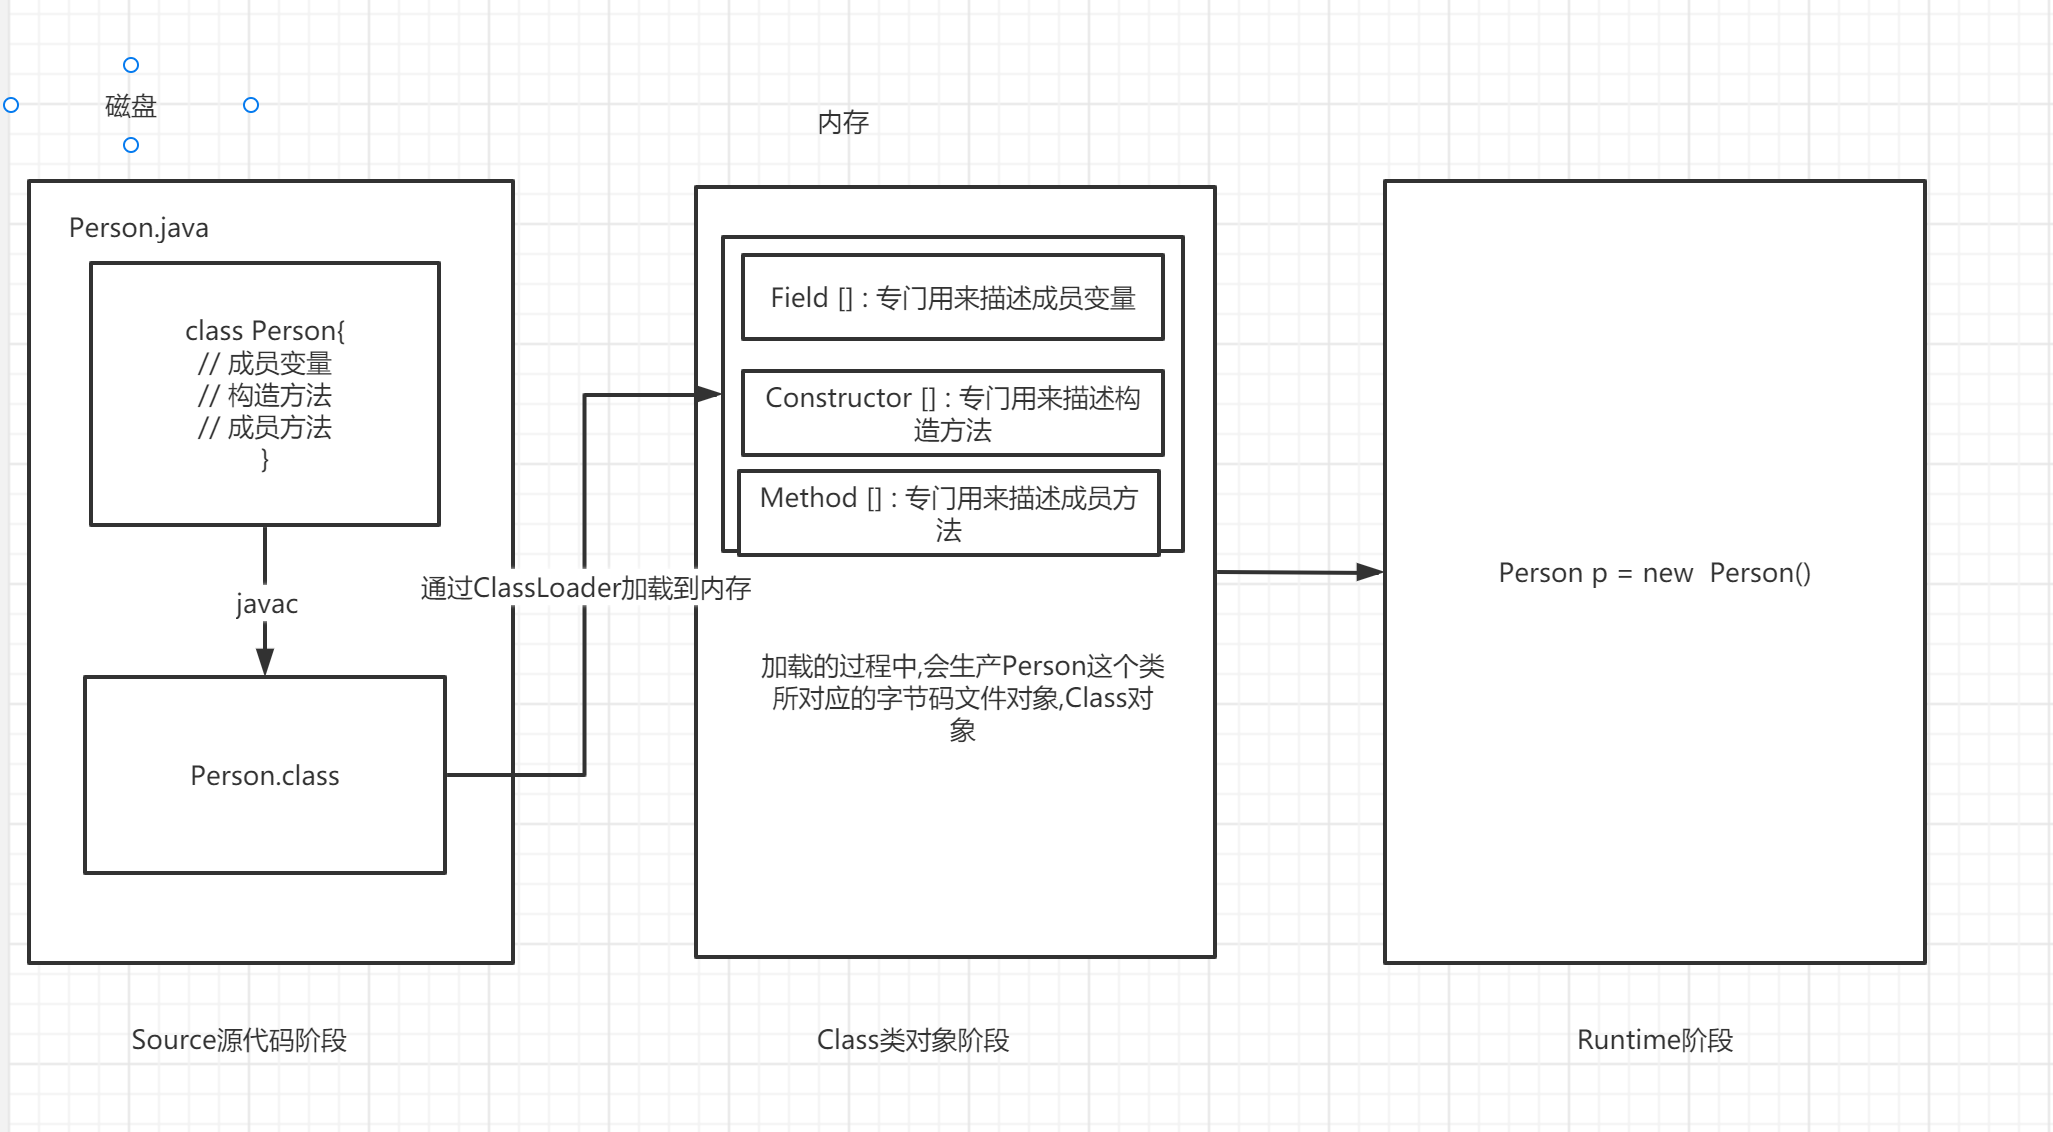 磁盘
内存
Person.java
class Person{
// 成员变量
// 构造方法
// 成员方法
}
javac
Person.class
通过ClassLoader加载到内存
Field [] : 专门用来描述成员变量
Constructor [] : 专门用来描述构
造方法
Method [] : 专门用来描述成员方
法
加载的过程中,会生产Person这个类
所对应的字节码文件对象,Class对
象
Person p = new  Person()
Source源代码阶段
Class类对象阶段
Runtime阶段